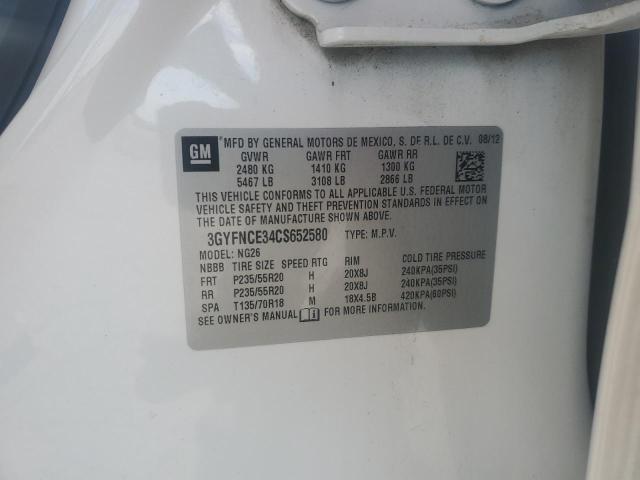 GM
MFD BY GENERAL MOTORS DE MEXICO, S. DE R.L. DE C.V. 08/12
GVWR GAWR FRT GAWR RR
2480 KG 1410 KG 1300 KG
5467 LB 3108 LB 2866 LB
THIS VEHICLE CONFORMS TO ALL APPLICABLE U.S. FEDERAL MOTOR
VEHICLE SAFETY AND THEFT PREVENTION STANDARDS IN EFFECT ON
THE DATE OF MANUFACTURE SHOWN ABOVE.
3GYFNCE34CS652580 TYPE: M.P.V.
MODEL: NG26
NBBB TIRE SIZE SPEED RTG RIM COLD TIRE PRESSURE
FRT P235/55R20 H 20X8J 240KPA(35PSI)
RR P235/55R20 H 20X8J 240KPA(35PSI)
SPA T135/70R18 M 18X4.5B 420KPA(60PSI)
SEE OWNER'S MANUAL FOR MORE INFORMATION.